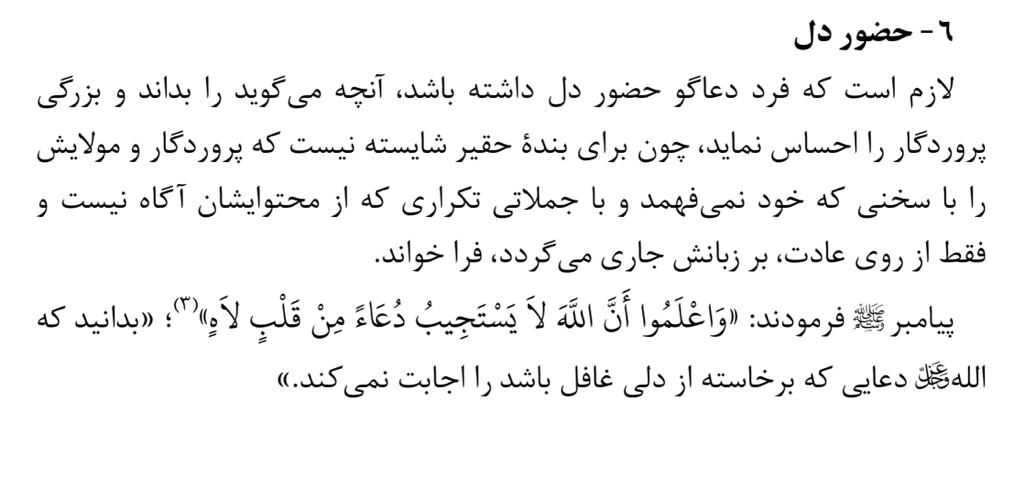 ٦- حضور دل
لازم است که فرد دعاگو حضور دل داشته باشد، آنچه می‌گوید را بداند و بزرگی
پروردگار را احساس نماید، چون برای بندهٔ حقیر شایسته نیست که پروردگار و مولایش
را با سخنی که خود نمی‌فهمد و با جملاتی تکراری که از محتوایشان آگاه نیست و
فقط از روی عادت، بر زبانش جاری می‌گردد، فرا خواند.
پیامبر ﷺ فرمودند: «وَاعْلَمُوا أَنَّ اللَّهَ لاَ يَسْتَجِيبُ دُعَاءً مِنْ قَلْبٍ لاَهٍ»(٣)؛ «بدانید که
الله عَزَّوَجَلَّ دعایی که برخاسته از دلی غافل باشد را اجابت نمی‌کند.»